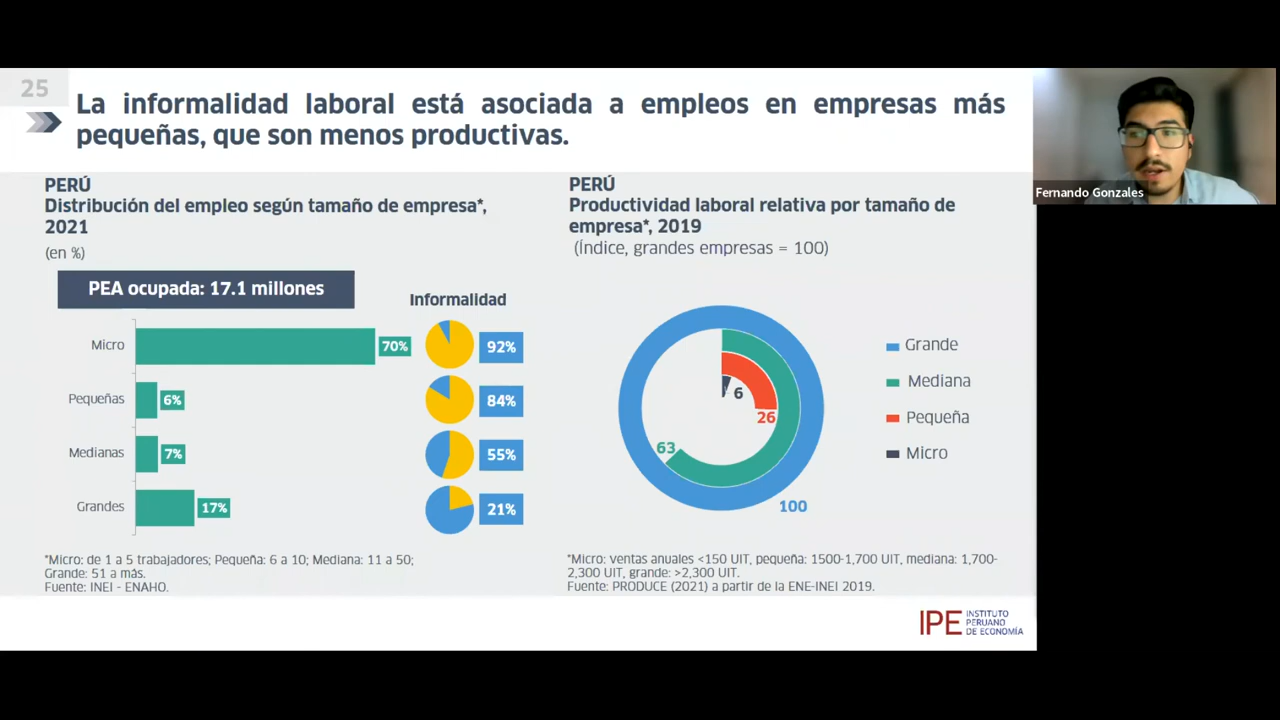 25
La informalidad laboral está asociada a empleos en empresas más
pequeñas, que son menos productivas.
PERÚ
Distribución del empleo según tamaño de empresa*,
2021
(en %)
PEA ocupada: 17.1 millones
Informalidad
Micro
70%
92%
Pequeñas
6%
84%
Medianas
7%
55%
Grandes
17%
21%
*Micro: de 1 a 5 trabajadores; Pequeña: 6 a 10; Mediana: 11 a 50;
Grande: 51 a más.
Fuente: INEI - ENAHO.
PERÚ
Productividad laboral relativa por tamaño de
empresa*, 2019
(Índice, grandes empresas = 100)
6
26
63
100
Grande
Mediana
Pequeña
Micro
*Micro: ventas anuales <150 UIT, pequeña: 1500-1,700 UIT, mediana: 1,700-
2,300 UIT, grande: >2,300 UIT.
Fuente: PRODUCE (2021) a partir de la ENE-INEI 2019.
IPE
INSTITUTO
PERUANO
DE ECONOMÍA
Fernando Gonzales